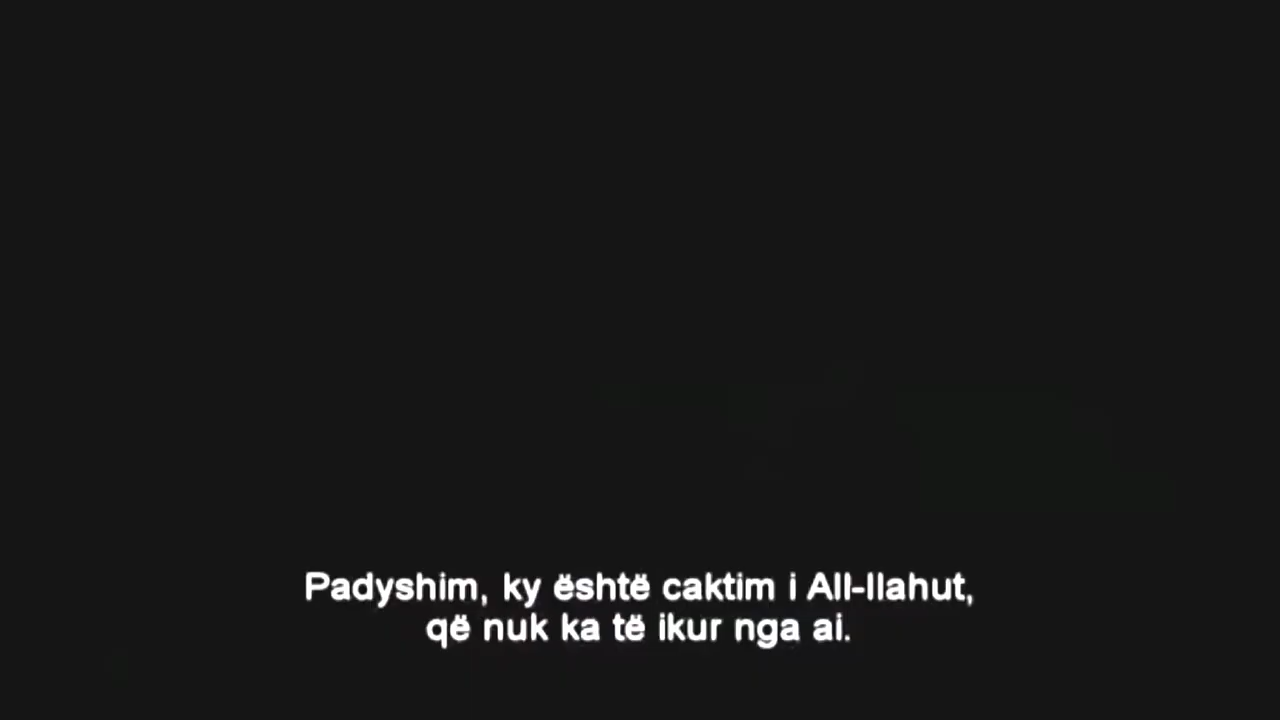 Padyshim, ky është caktim i All-llahut,
që nuk ka të ikur nga ai.